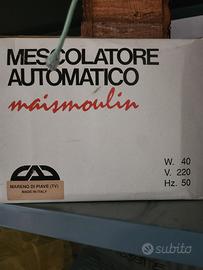 MESCOLATORE
AUTOMATICO
maismoulin
W. 40
V. 220
Hz. 50
MARENO DI PIAVE (TV)
MADE IN ITALY
subito